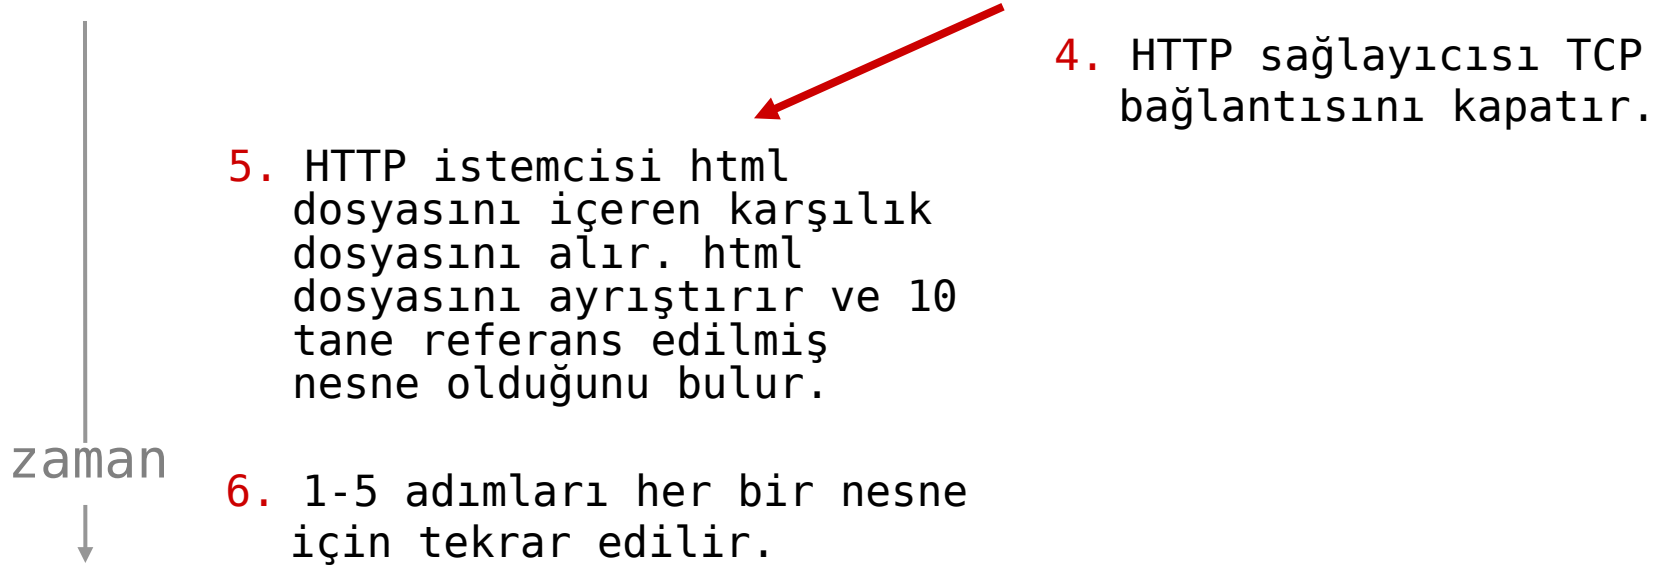 4. HTTP sağlayıcısı TCP
bağlantısını kapatır.
5. HTTP istemcisi html
dosyasını içeren karşılık
dosyasını alır. html
dosyasını ayrıştırır ve 10
tane referans edilmiş
nesne olduğunu bulur.
zaman
6. 1-5 adımları her bir nesne
için tekrar edilir.